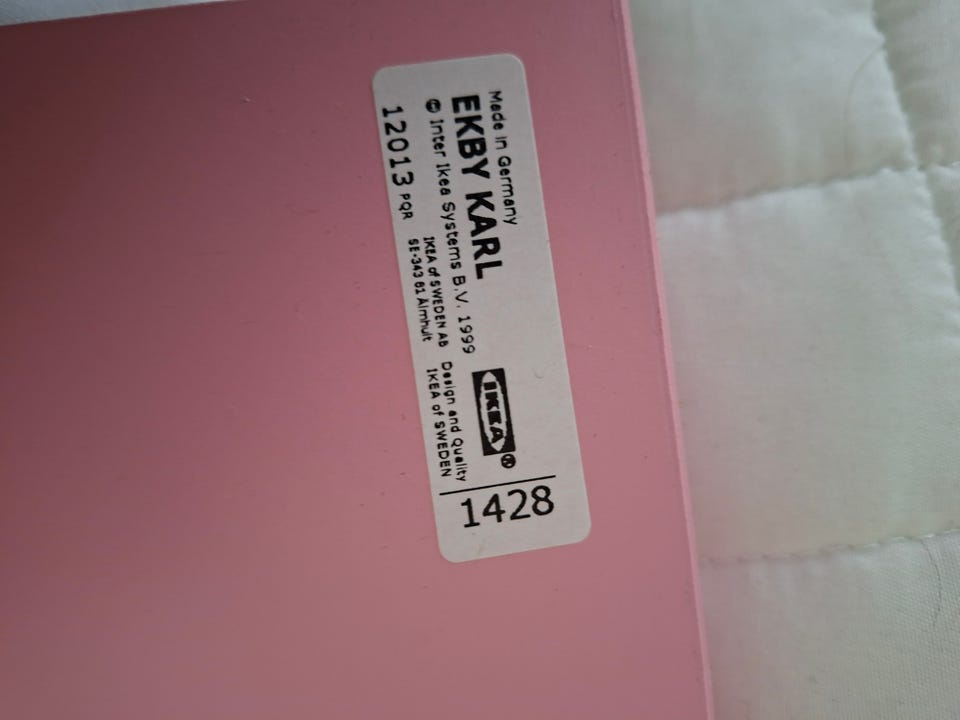 Made in Germany
EKBY KARL
© Inter Ikea Systems B.V. 1999
12013 PQR
IKEA of SWEDEN AB
SE-343 81 Älmhult
Design and Quality
IKEA of SWEDEN
IKEA®
1428